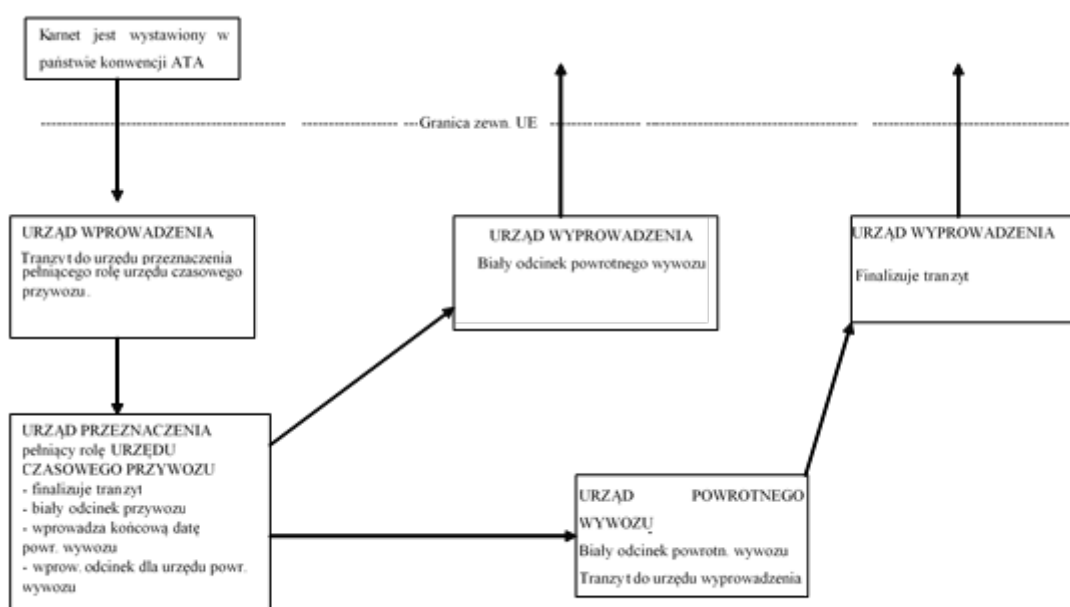 Karnet jest wystawiony w
państwie konwencji ATA
Granica zewn. UE
URZĄD WPROWADZENIA
Tranzyt do urzędu przeznaczenia
pełniącego rolę urzędu czasowego
przywozu.
URZĄD WYPROWADZENIA
Biały odcinek powrotnego wywozu
URZĄD WYPROWADZENIA
Finalizuje tranzyt
URZĄD PRZEZNACZENIA
pełniący rolę URZĘDU
CZASOWEGO PRZYWOZU
- finalizuje tranzyt
- biały odcinek przywozu
- wprowadza końcową datę
powr. wywozu
- wprow. odcinek dla urzędu powr.
wywozu
URZĄD POWROTNEGO
WYWOZU
Biały odcinek powrotn. wywozu
Tranzyt do urzędu wyprowadzenia